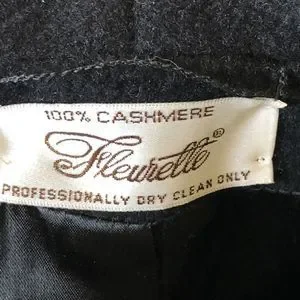 100% CASHMERE
Fleurette®
PROFESSIONALLY DRY CLEAN ONLY